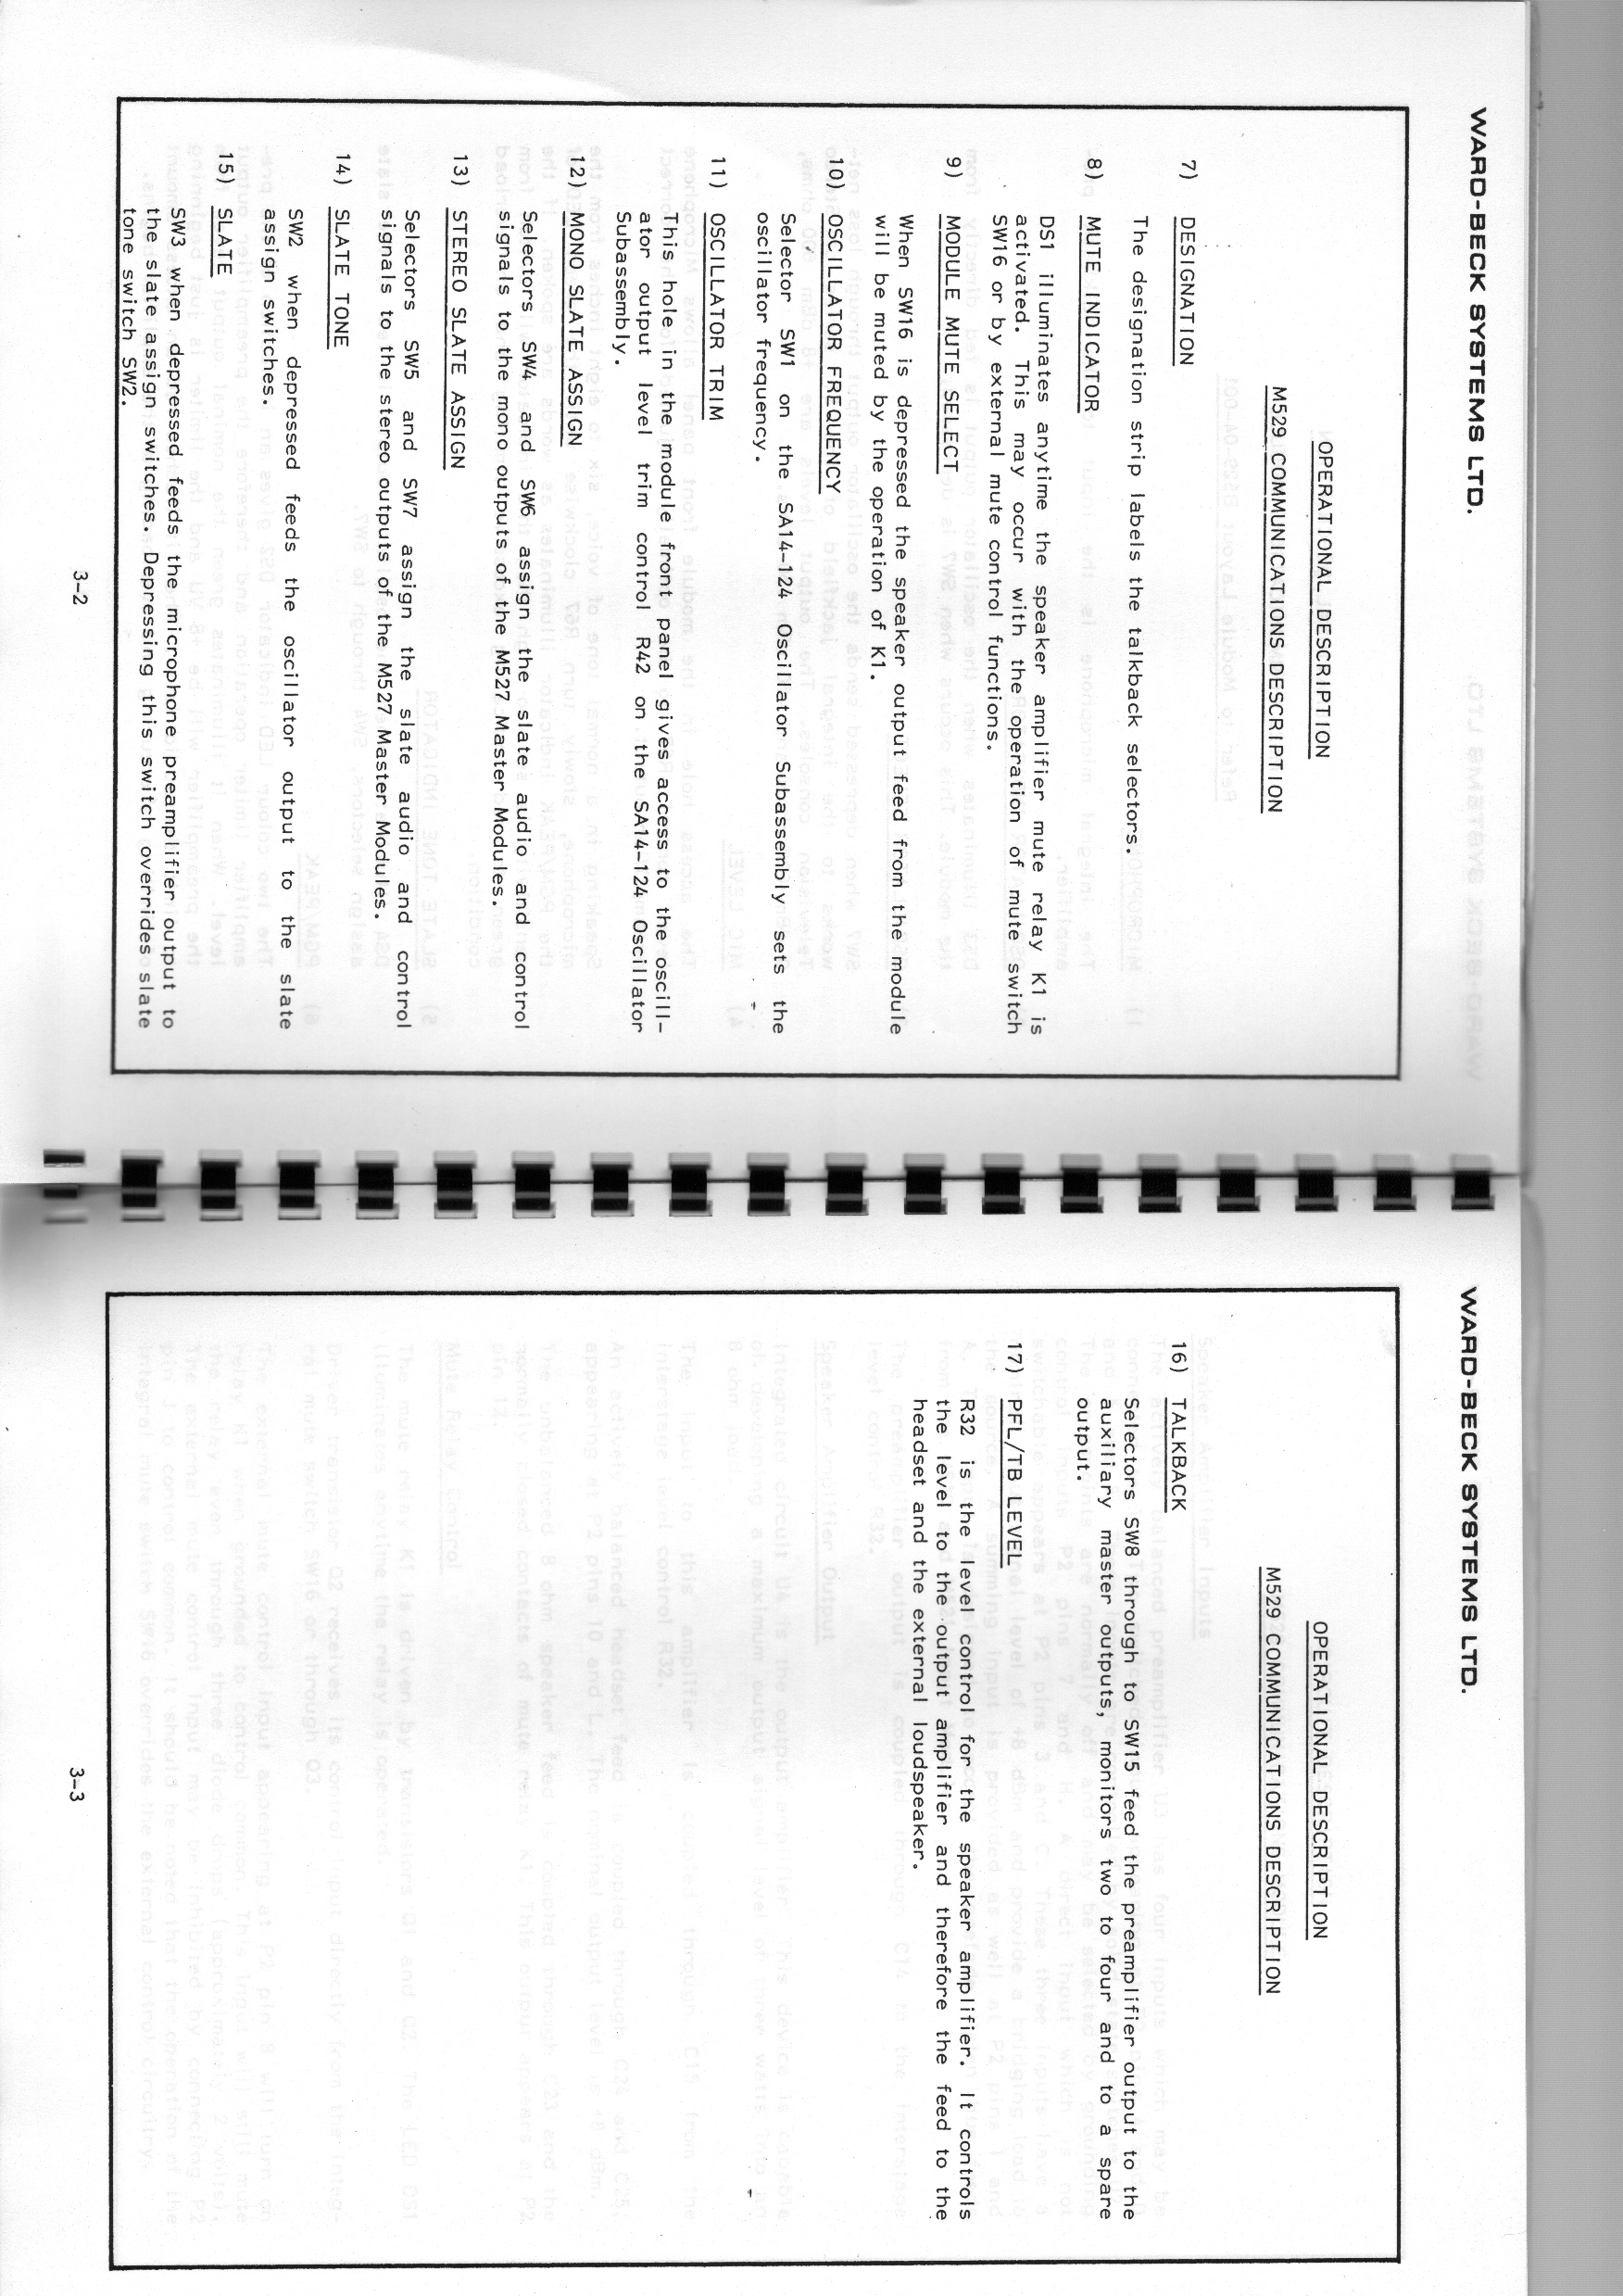 WARD-BECK SYSTEMS LTD.
OPERATIONAL DESCRIPTION
M529 COMMUNICATIONS DESCRIPTION
7) DESIGNATION
The designation strip labels the talkback selectors.
8) MUTE INDICATOR
DS1 illuminates anytime the speaker amplifier mute relay K1 is
activated. This may occur with the operation of mute switch
SW16 or by external mute control functions.
9) MODULE MUTE SELECT
When SW16 is depressed the speaker output feed from the module
will be muted by the operation of K1.
10) OSCILLATOR FREQUENCY
Selector SW1 on the SA14-124 Oscillator Subassembly sets the
oscillator frequency.
11) OSCILLATOR TRIM
This hole in the module front panel gives access to the oscill-
ator output level trim control R42 on the SA14-124 Oscillator
Subassembly.
12) MONO SLATE ASSIGN
Selectors SW4 and SW6 assign the slate audio and control
signals to the mono outputs of the M527 Master Modules.
13) STEREO SLATE ASSIGN
Selectors SW5 and SW7 assign the slate audio and control
signals to the stereo outputs of the M527 Master Modules.
14) SLATE TONE
SW2 when depressed feeds the oscillator output to the slate
assign switches.
15) SLATE
SW3 when depressed feeds the microphone preamplifier output to
the slate assign switches. Depressing this switch overrides slate
tone switch SW2.
3-2
WARD-BECK SYSTEMS LTD.
OPERATIONAL DESCRIPTION
M529 COMMUNICATIONS DESCRIPTION
16) TALKBACK
Selectors SW8 through to SW15 feed the preamplifier output to the
auxiliary master outputs, monitors two to four and to a spare
output.
17) PFL/TB LEVEL
R32 is the level control for the speaker amplifier. It controls
the level to the output amplifier and therefore the feed to the
headset and the external loudspeaker.
3-3